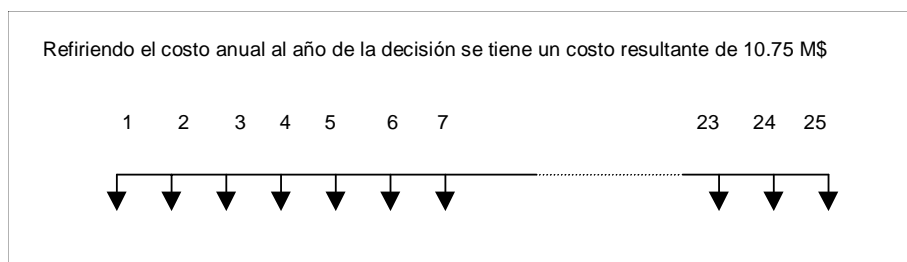 Refiriendo el costo anual al año de la decisión se tiene un costo resultante de 10.75 M$
1 2 3 4 5 6 7 23 24 25